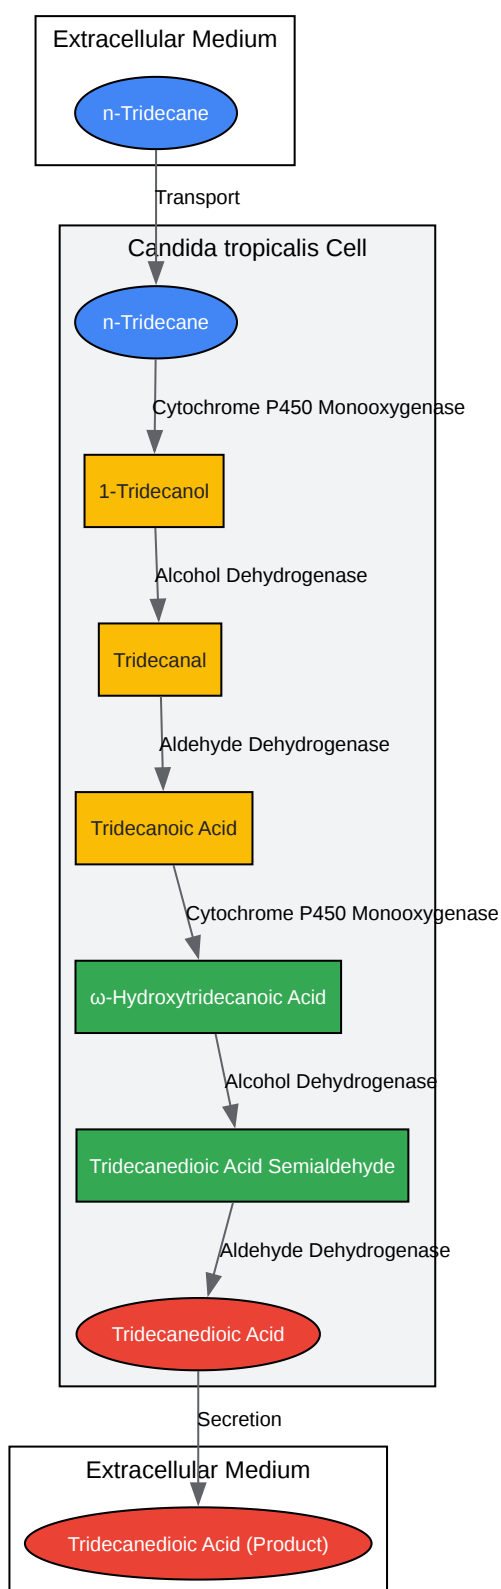 Extracellular Medium
n-Tridecane
Transport
Candida tropicalis Cell
n-Tridecane
Cytochrome P450 Monooxygenase
1-Tridecanol
Alcohol Dehydrogenase
Tridecanal
Aldehyde Dehydrogenase
Tridecanoic Acid
Cytochrome P450 Monooxygenase
ω-Hydroxytridecanoic Acid
Alcohol Dehydrogenase
Tridecanedioic Acid Semialdehyde
Aldehyde Dehydrogenase
Tridecanedioic Acid
Secretion
Extracellular Medium
Tridecanedioic Acid (Product)